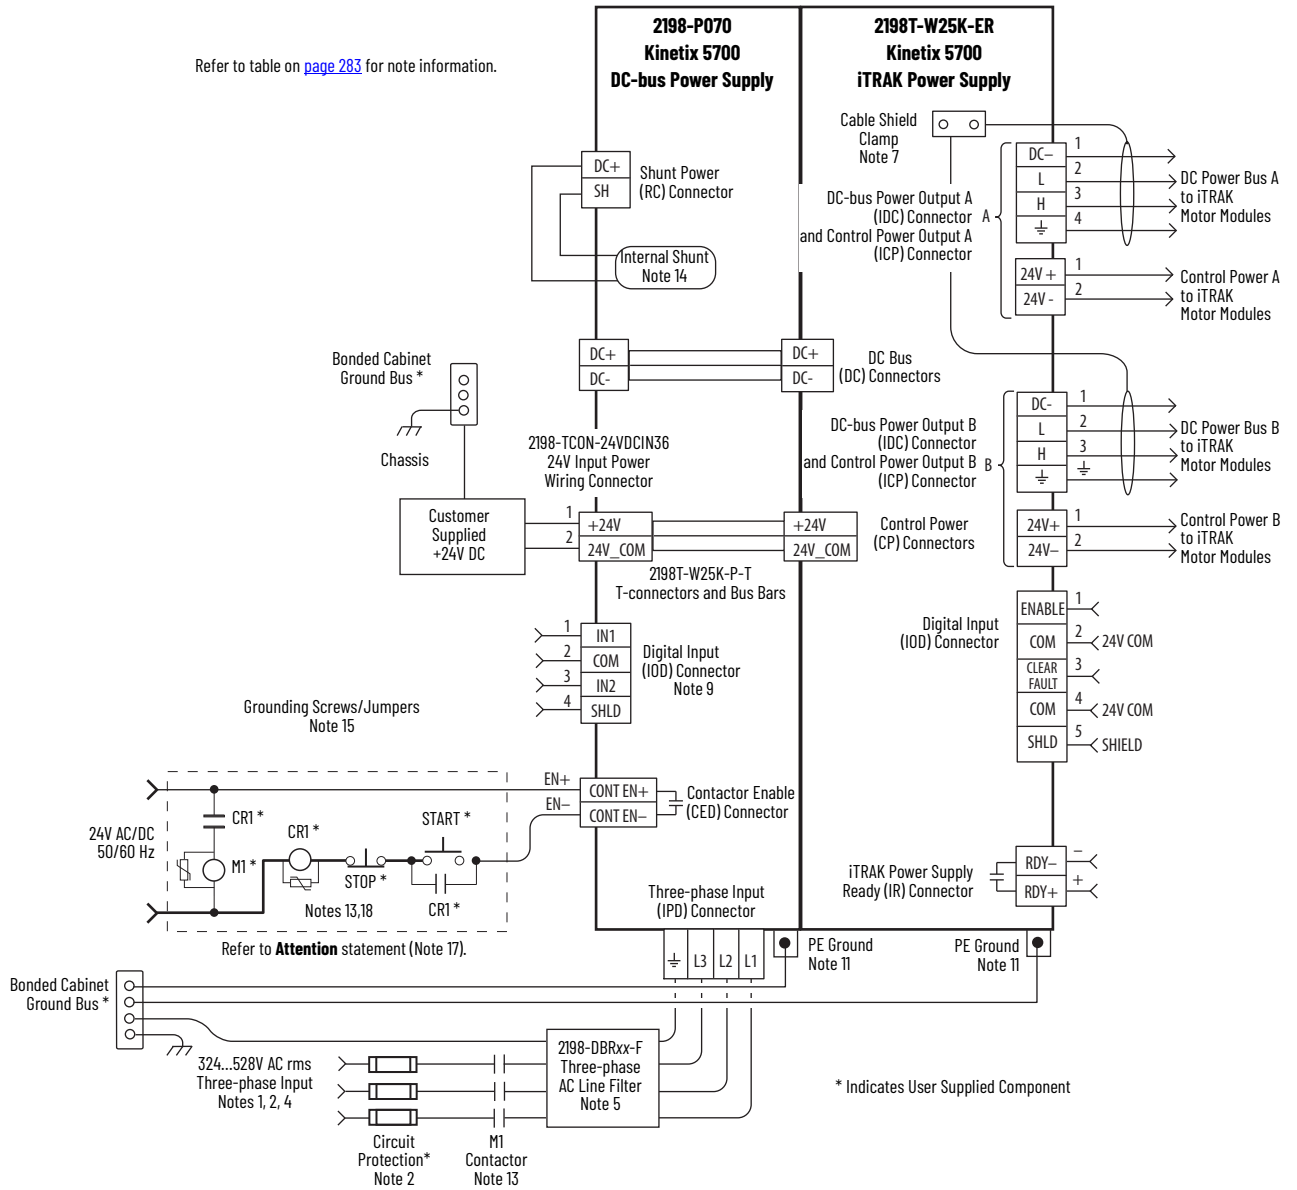 2198-P070
Kinetix 5700
DC-bus Power Supply
2198T-W25K-ER
Kinetix 5700
iTRAK Power Supply
Refer to table on page 283 for note information.
Cable Shield
Clamp
Note 7
DC+
SH
Shunt Power
(RC) Connector
Internal Shunt
Note 14
DC-bus Power Output A
(IDC) Connector
and Control Power Output A
(ICP) Connector
A
DC–
L
H
1
2
3
4
DC Power Bus A
to iTRAK
Motor Modules
24V +
24V -
1
2
Control Power A
to iTRAK
Motor Modules
DC+
DC-
DC+
DC-
DC Bus
(DC) Connectors
Bonded Cabinet
Ground Bus *
Chassis
2198-TCON-24VDCIN36
24V Input Power
Wiring Connector
DC-bus Power Output B
(IDC) Connector
and Control Power Output B
(ICP) Connector
B
DC-
L
H
1
2
3
DC Power Bus B
to iTRAK
Motor Modules
Customer
Supplied
+24V DC
1
2
+24V
24V_COM
+24V
24V_COM
Control Power
(CP) Connectors
24V+
24V–
1
2
Control Power B
to iTRAK
Motor Modules
2198T-W25K-P-T
T-connectors and Bus Bars
1
2
3
4
IN1
COM
IN2
SHLD
Digital Input
(IOD) Connector
Note 9
Digital Input
(IOD) Connector
ENABLE
COM
CLEAR
FAULT
COM
SHLD
1
2
3
4
5
24V COM
24V COM
SHIELD
Grounding Screws/Jumpers
Note 15
EN+
EN–
CONT EN+
CONT EN–
Contactor Enable
(CED) Connector
24V AC/DC
50/60 Hz
CR1 *
M1 *
CR1 *
STOP *
START *
CR1 *
Notes 13,18
Refer to Attention statement (Note 17).
iTRAK Power Supply
Ready (IR) Connector
RDY–
RDY+
–
+
Three-phase Input
(IPD) Connector
L3
L2
L1
PE Ground
Note 11
PE Ground
Note 11
Bonded Cabinet
Ground Bus *
324...528V AC rms
Three-phase Input
Notes 1, 2, 4
2198-DBRxx-F
Three-phase
AC Line Filter
Note 5
* Indicates User Supplied Component
Circuit
Protection*
Note 2
M1
Contactor
Note 13